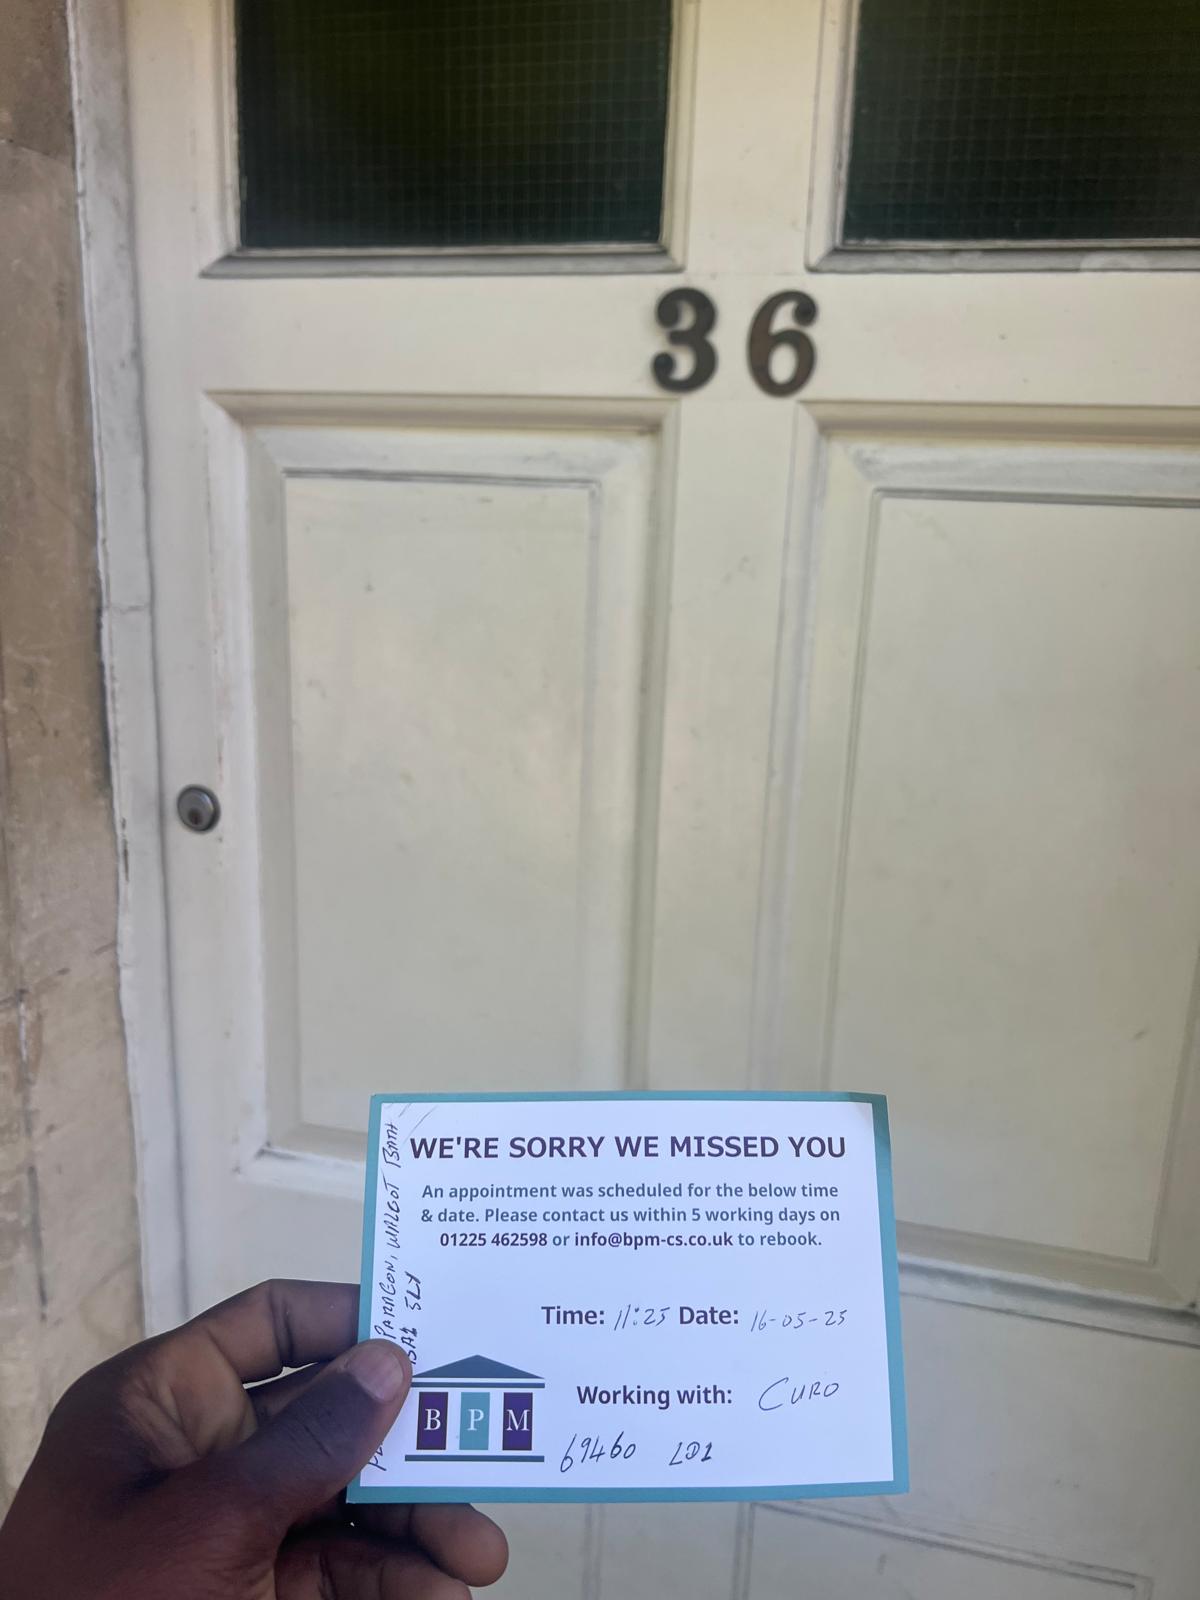 36
WE'RE SORRY WE MISSED YOU
An appointment was scheduled for the below time
& date. Please contact us within 5 working days on
01225 462598 or info@bpm-cs.co.uk to rebook.
Time: 11:25 Date: 16-05-25
Working with: CURO
B P M
69460 LD1
PARAGON, WALCOT BATH
BA1 5LY